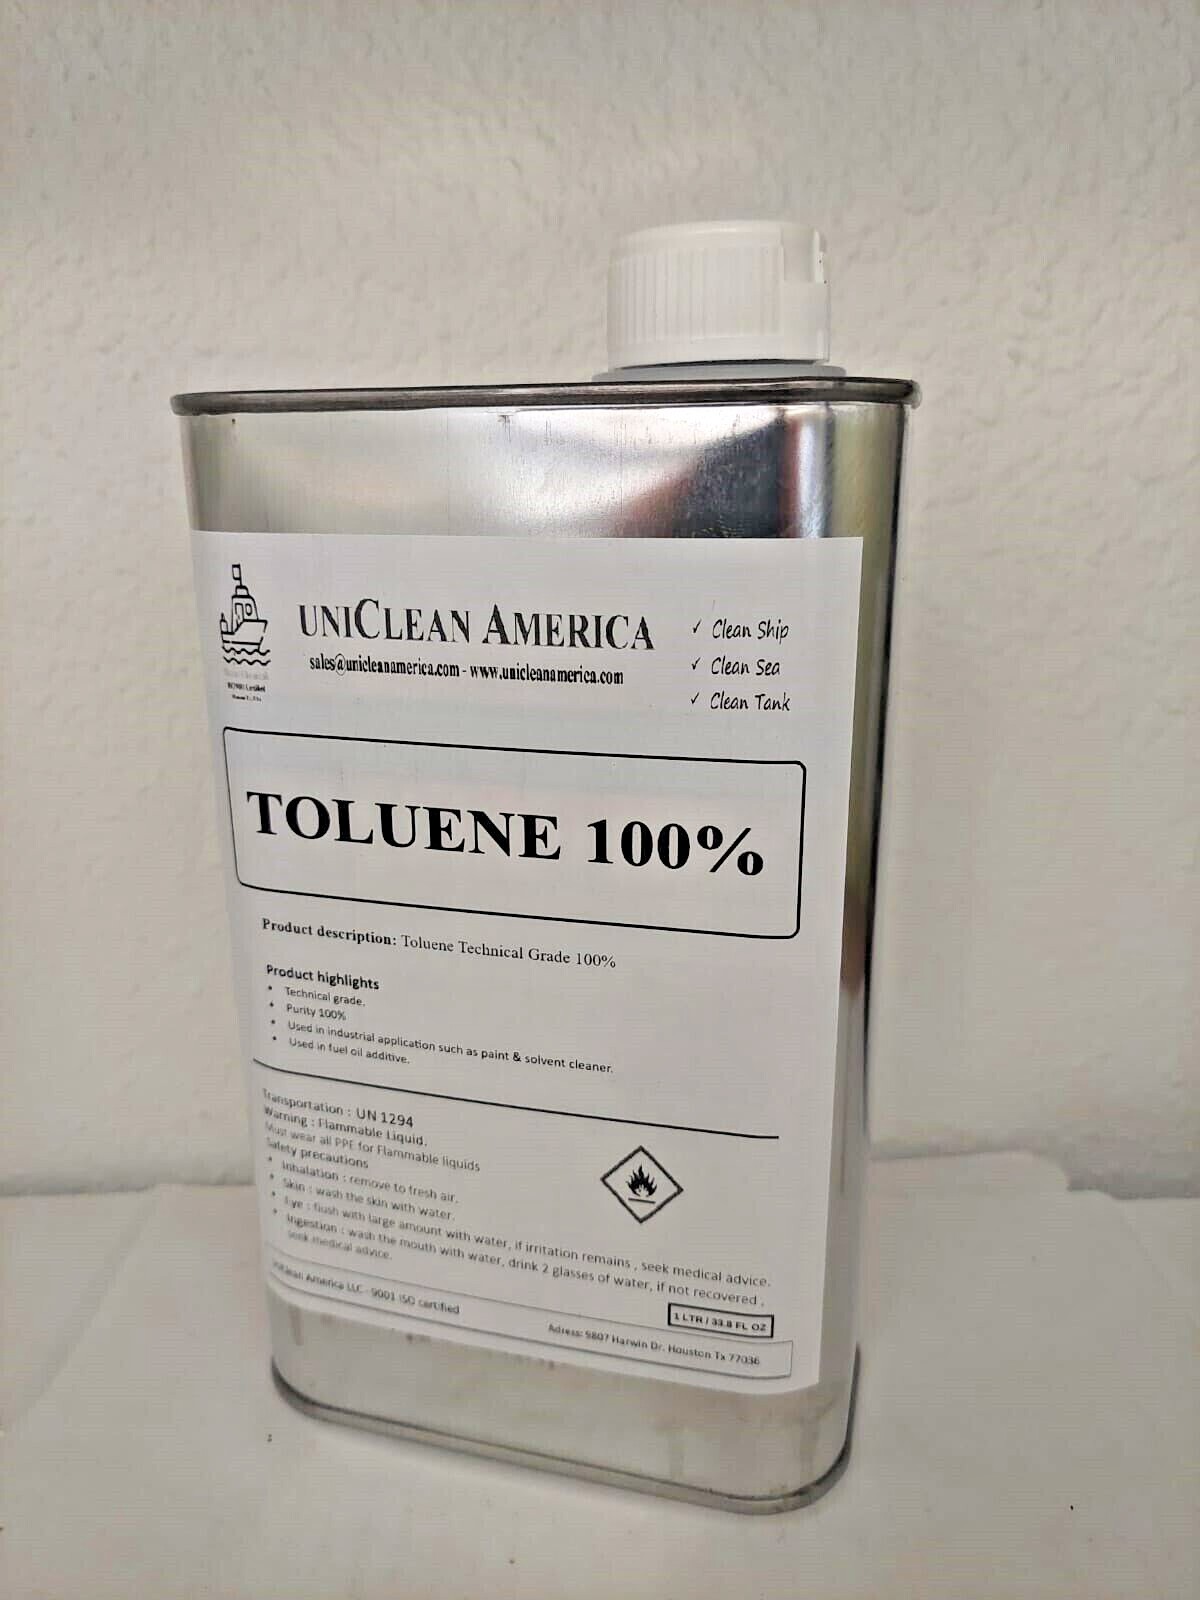 UNICLEAN AMERICA
sales@unicleanamerica.com - www.unicleanamerica.com
✓ Clean Ship
✓ Clean Sea
✓ Clean Tank
TOLUENE 100%
Product description: Toluene Technical Grade 100%
Product highlights
• Technical grade.
• Purity 100%
• Used in industrial application such as paint & solvent cleaner.
• Used in fuel oil additive.
Transportation : UN 1294
Warning : Flammable Liquid.
Must wear all PPE for Flammable liquids
Safety precautions
• Inhalation : remove to fresh air.
• Skin : wash the skin with water.
• Eye : flush with large amount with water, if irritation remains , seek medical advice.
• Ingestion : wash the mouth with water, drink 2 glasses of water, if not recovered ,
seek medical advice.
1 LTR / 33.8 FL OZ
Uniclean America LLC - 9001 ISO certified
Adress: 5807 Harwin Dr. Houston Tx 77036